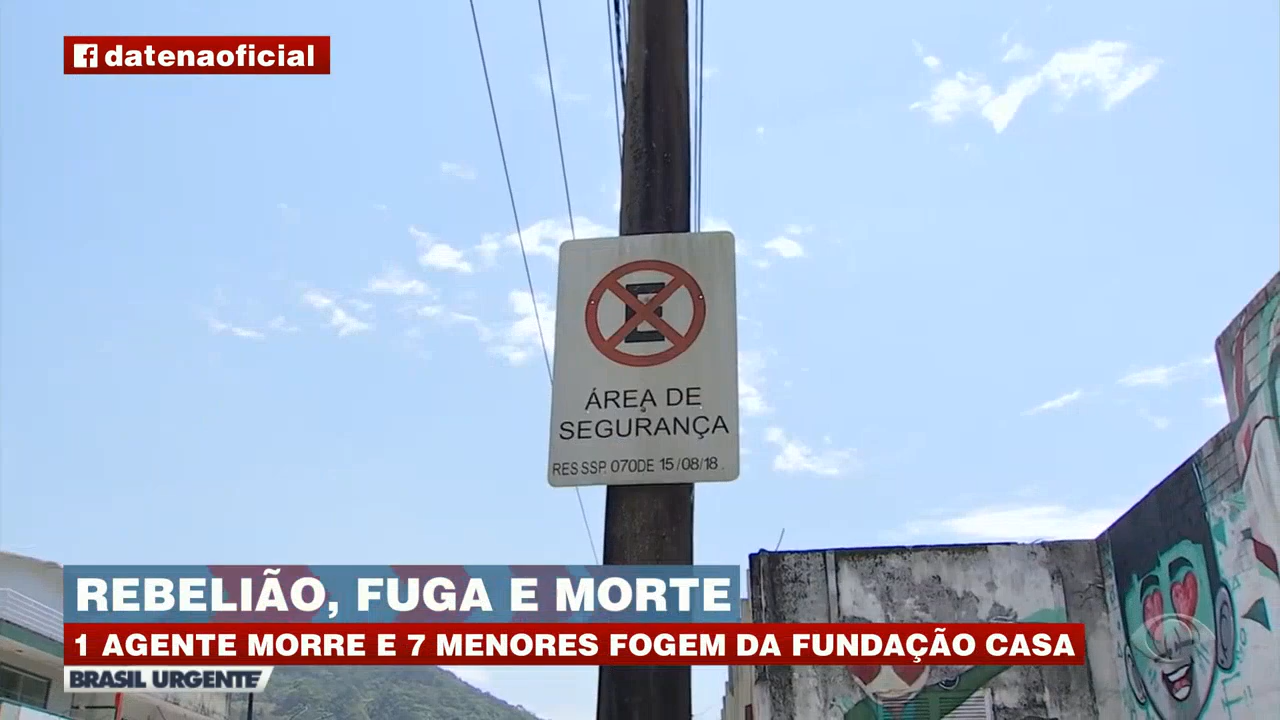 datenaoficial
E
ÁREA DE
SEGURANÇA
RES SSP. 070DE 15/08/18.
REBELIÃO, FUGA E MORTE
1 AGENTE MORRE E 7 MENORES FOGEM DA FUNDAÇÃO CASA
BRASIL URGENTE